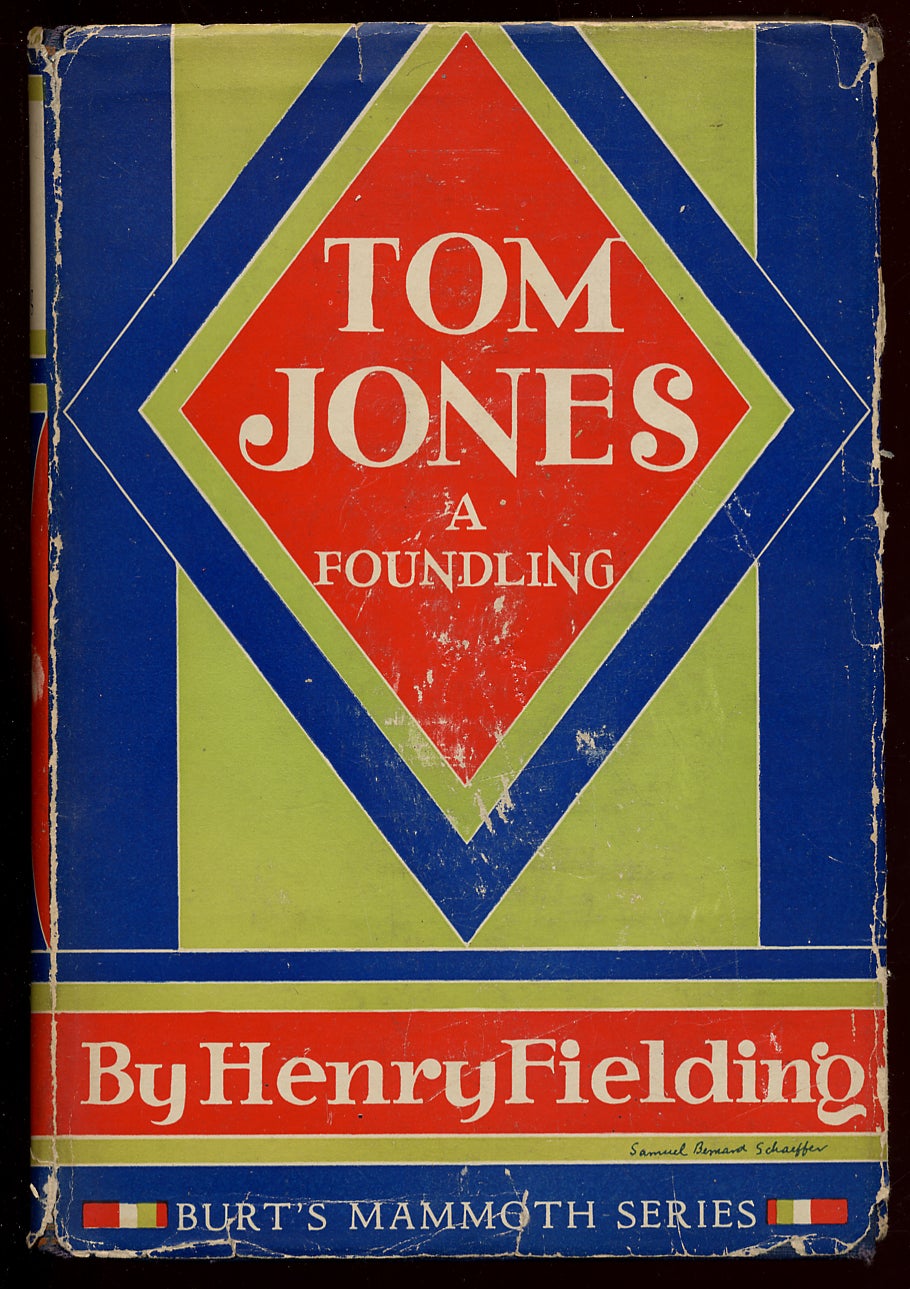 TOM
JONES
A
FOUNDLING
By Henry Fielding
Samuel Bernard Schaeffer
BURT'S MAMMOTH SERIES